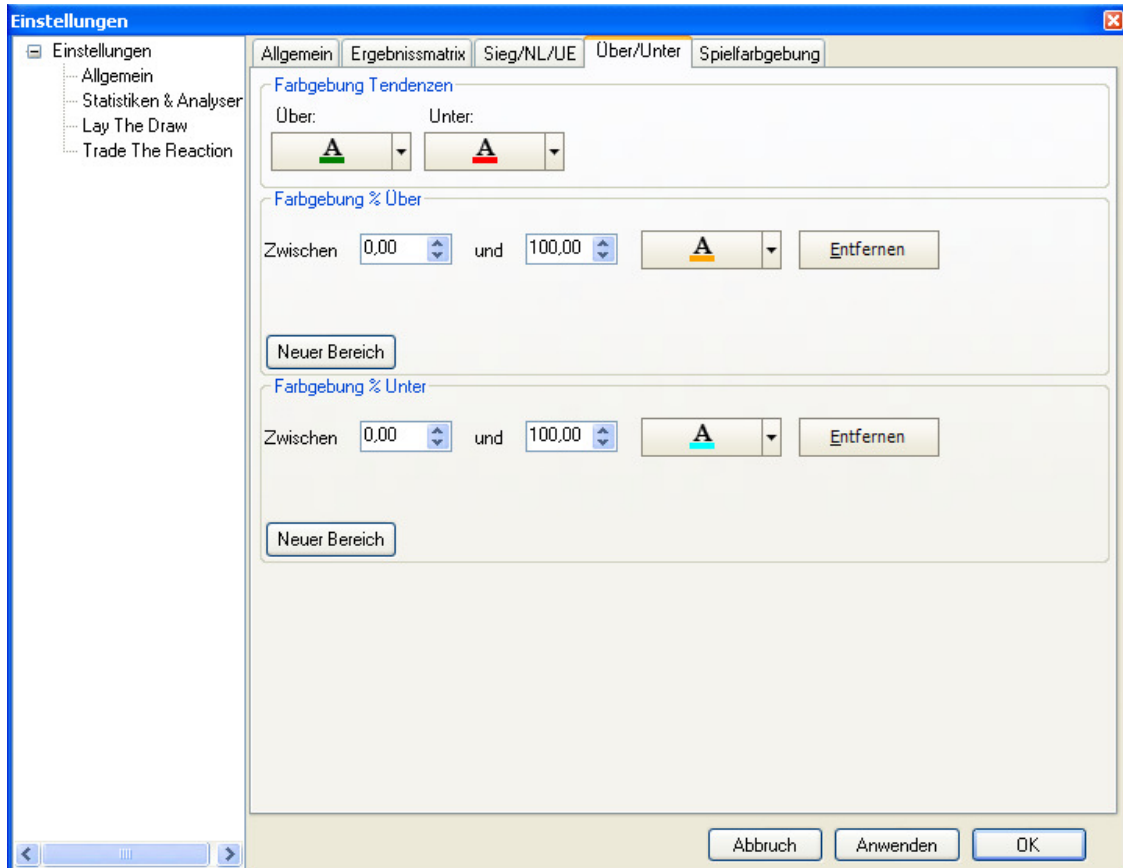 Einstellungen
Einstellungen
Allgemein
Statistiken & Analyser
Lay The Draw
Trade The Reaction
Allgemein Ergebnissmatrix Sieg/NL/UE Über/Unter Spielfarbgebung
Farbgebung Tendenzen
Über: Unter:
A A
Farbgebung % Über
Zwischen 0,00 und 100,00 A Entfernen
Neuer Bereich
Farbgebung % Unter
Zwischen 0,00 und 100,00 A Entfernen
Neuer Bereich
Abbruch Anwenden OK